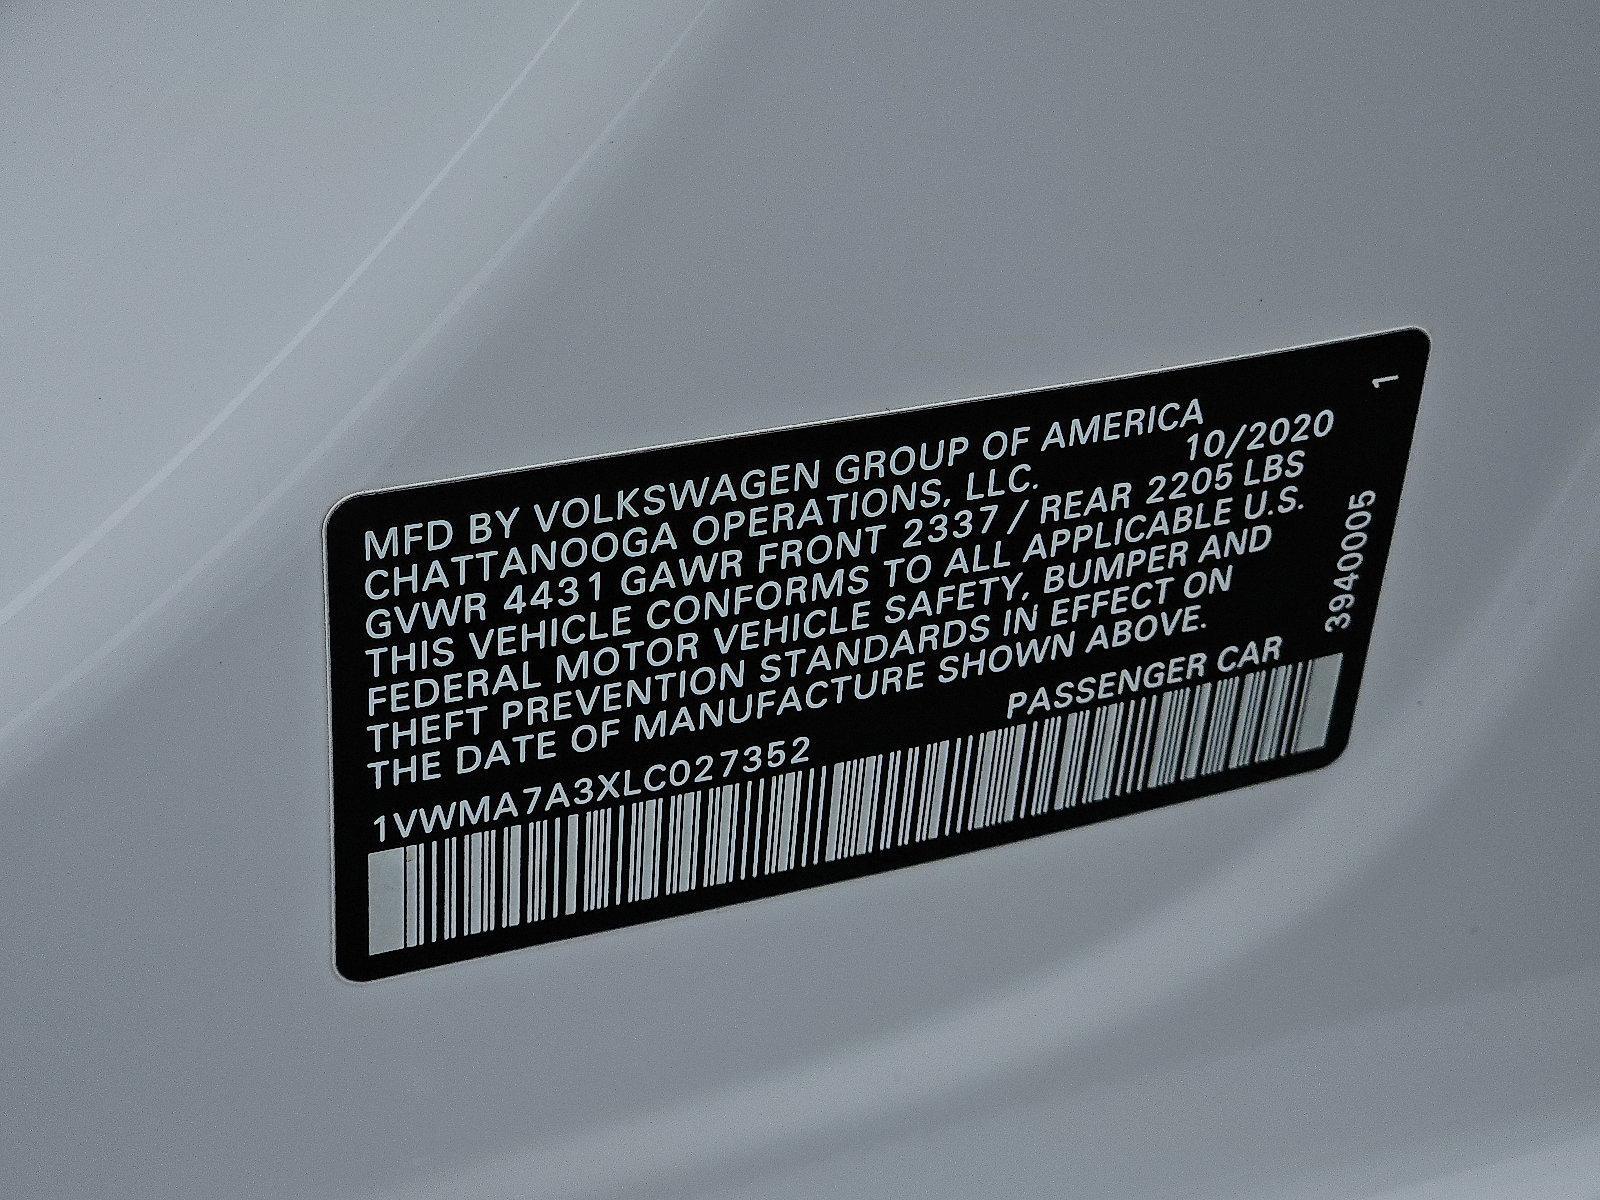 MFD BY VOLKSWAGEN GROUP OF AMERICA
CHATTANOOGA OPERATIONS, LLC. 10/2020
GVWR 4431 GAWR FRONT 2337 / REAR 2205 LBS
THIS VEHICLE CONFORMS TO ALL APPLICABLE U.S.
FEDERAL MOTOR VEHICLE SAFETY, BUMPER AND
THEFT PREVENTION STANDARDS IN EFFECT ON
THE DATE OF MANUFACTURE SHOWN ABOVE.
1VWMA7A3XLC027352 PASSENGER CAR
3940005 1